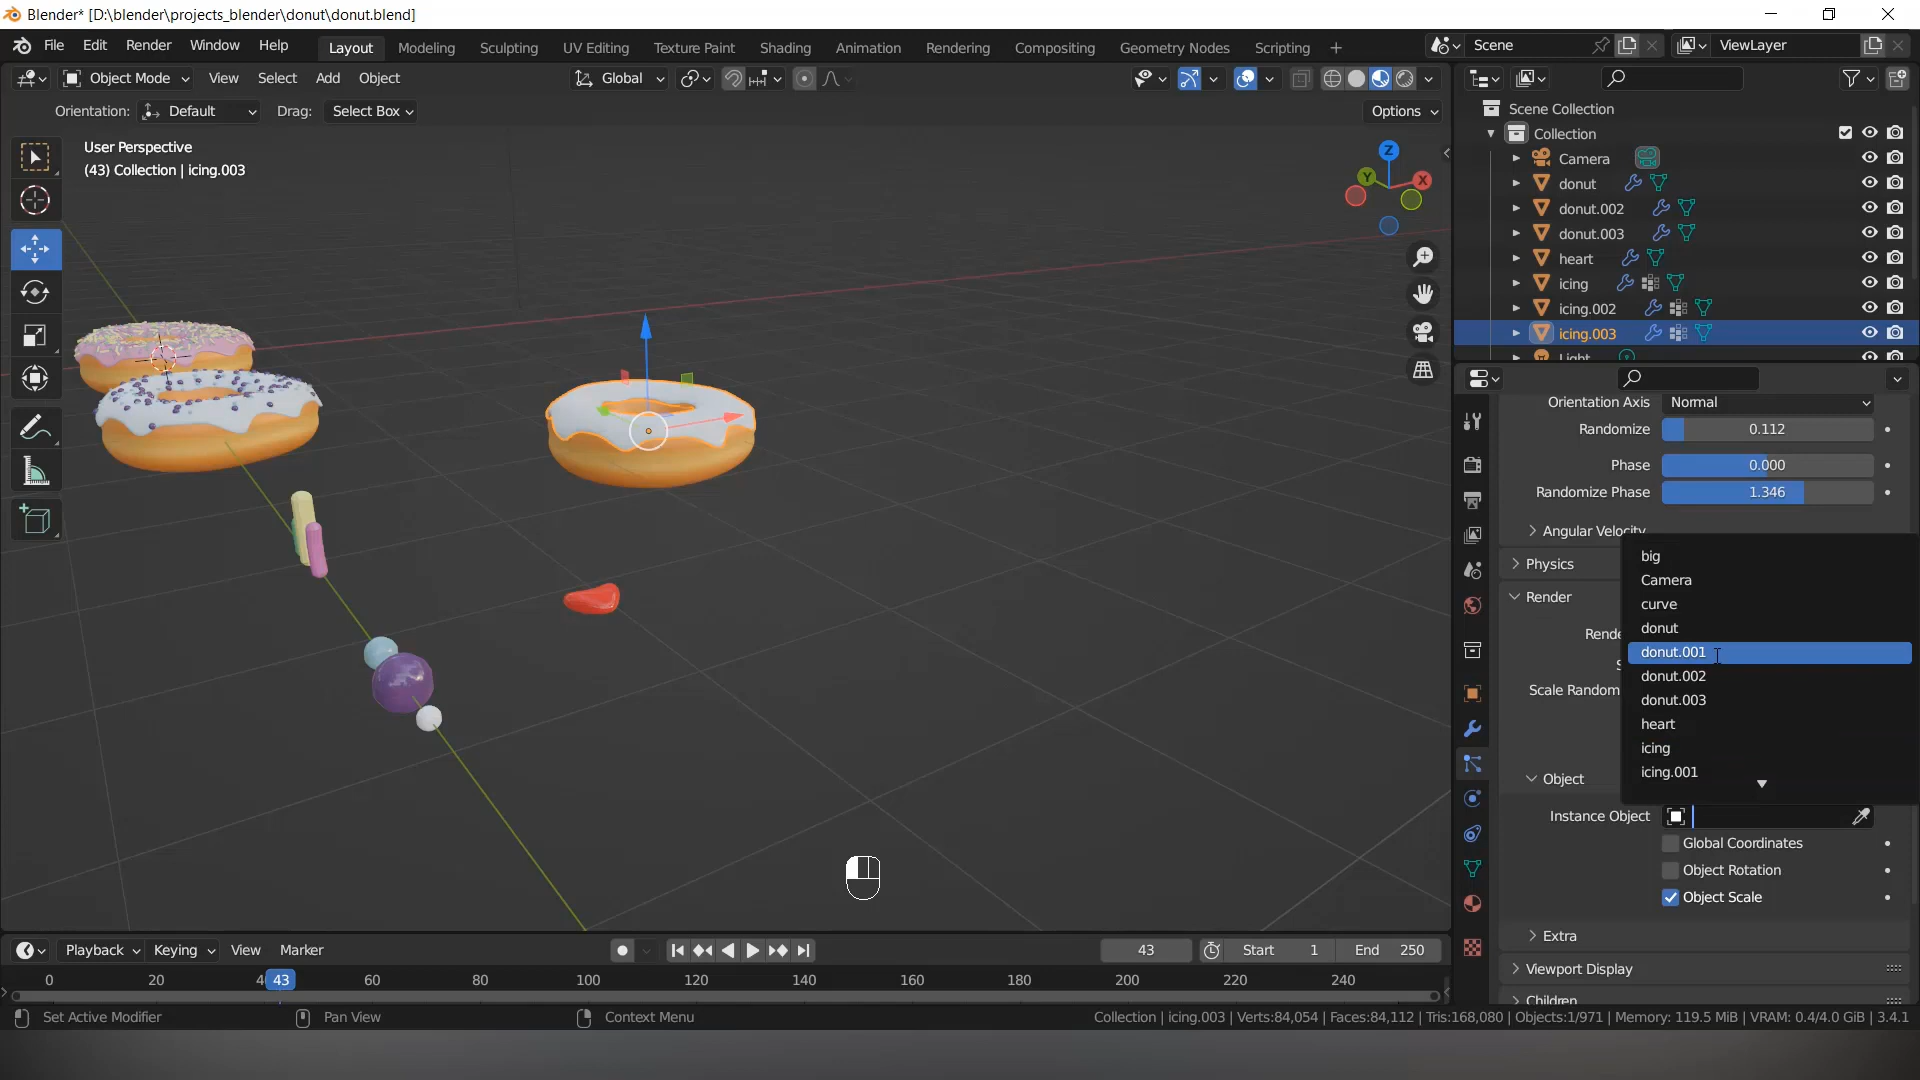 Blender* [D:\blender\projects_blender\donut\donut.blend]
File Edit Render Window Help Layout Modeling Sculpting UV Editing Texture Paint Shading Animation Rendering Compositing Geometry Nodes Scripting + Scene ViewLayer
Object Mode View Select Add Object Global
Orientation: Default Drag: Select Box Options
User Perspective
(43) Collection | icing.003
Z
Y
X
Scene Collection
Collection
Camera
donut
donut.002
donut.003
heart
icing
icing.002
icing.003
Light
Orientation Axis Normal
Randomize 0.112
Phase 0.000
Randomize Phase 1.346
Angular Velocity
Physics
Render
big
Camera
curve
donut
donut.001
donut.002
donut.003
heart
icing
icing.001
Scale Random
Object
Instance Object
Global Coordinates
Object Rotation
Object Scale
Extra
Viewport Display
Children
Playback Keying View Marker 43 Start 1 End 250
0 20 43 60 80 100 120 140 160 180 200 220 240
Set Active Modifier Pan View Context Menu Collection | icing.003 | Verts:84,054 | Faces:84,112 | Tris:168,080 | Objects:1/971 | Memory: 119.5 MiB | VRAM: 0.4/4.0 GiB | 3.4.1